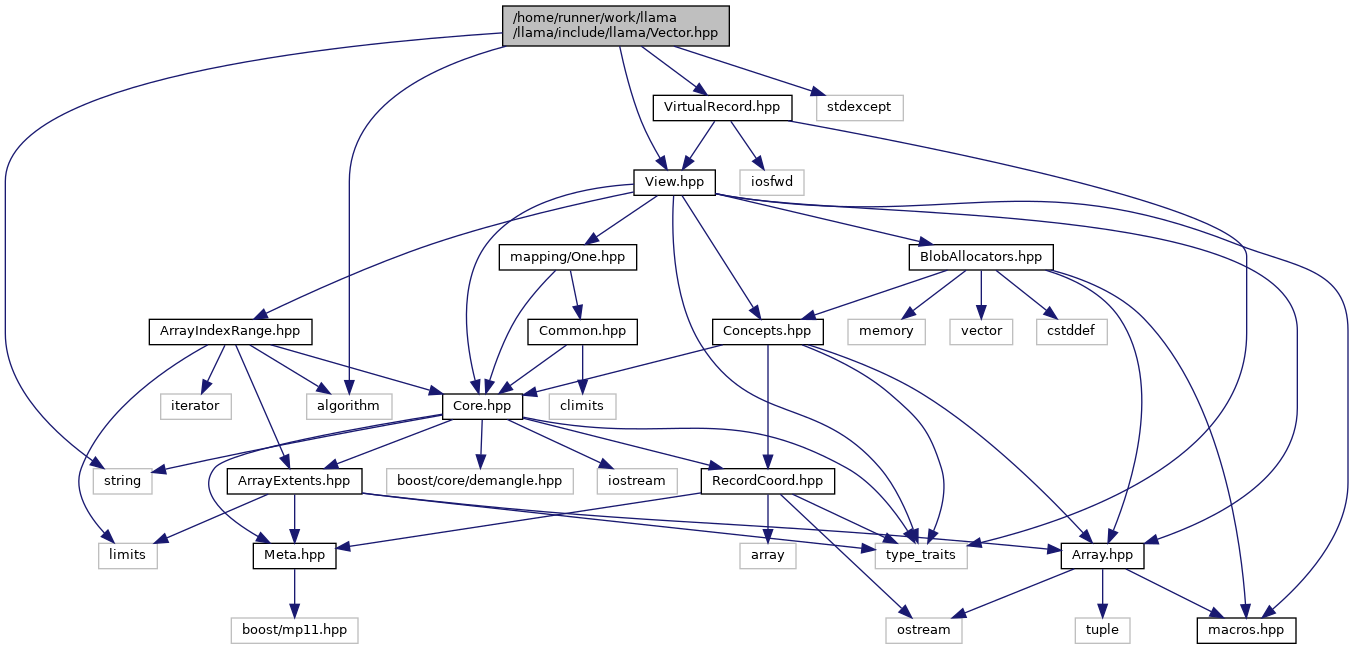 /home/runner/work/llama
/llama/include/llama/Vector.hpp
VirtualRecord.hpp
stdexcept
View.hpp
iosfwd
mapping/One.hpp
BlobAllocators.hpp
ArrayIndexRange.hpp
Common.hpp
Concepts.hpp
memory
vector
cstddef
iterator
algorithm
Core.hpp
climits
string
ArrayExtents.hpp
boost/core/demangle.hpp
iostream
RecordCoord.hpp
limits
Meta.hpp
array
type_traits
Array.hpp
boost/mp11.hpp
ostream
tuple
macros.hpp